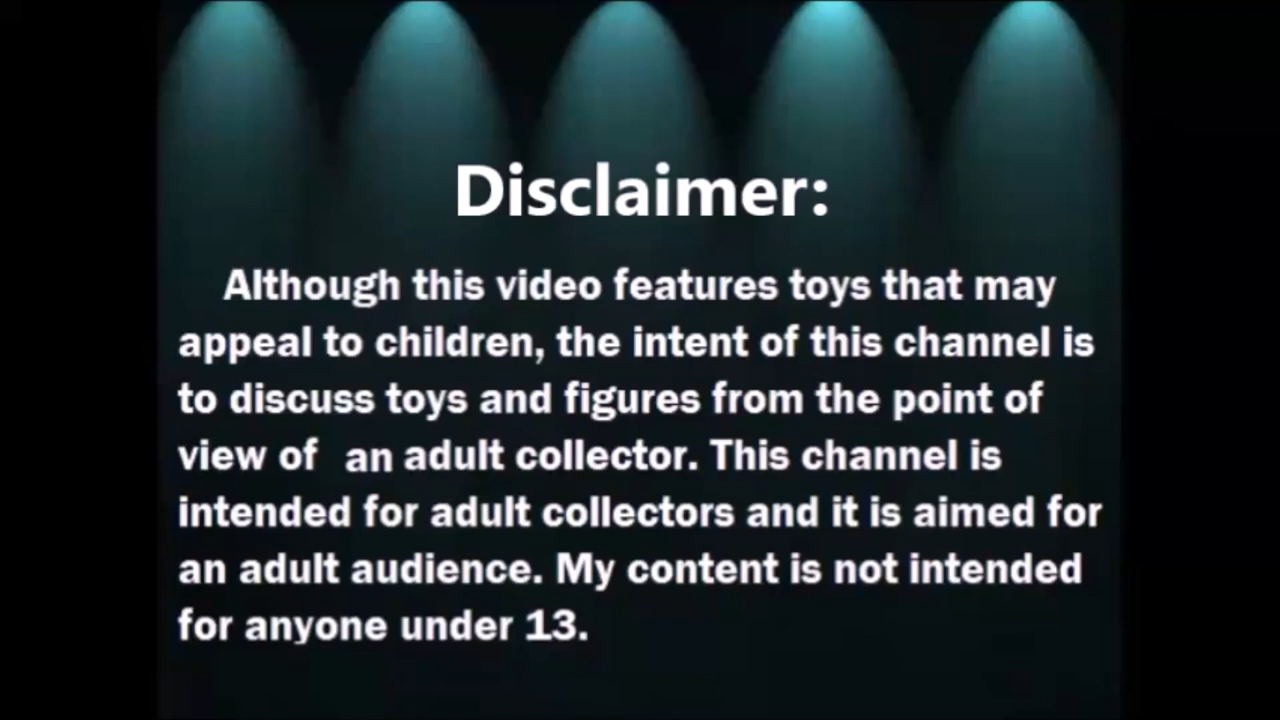 Disclaimer:
Although this video features toys that may
appeal to children, the intent of this channel is
to discuss toys and figures from the point of
view of an adult collector. This channel is
intended for adult collectors and it is aimed for
an adult audience. My content is not intended
for anyone under 13.